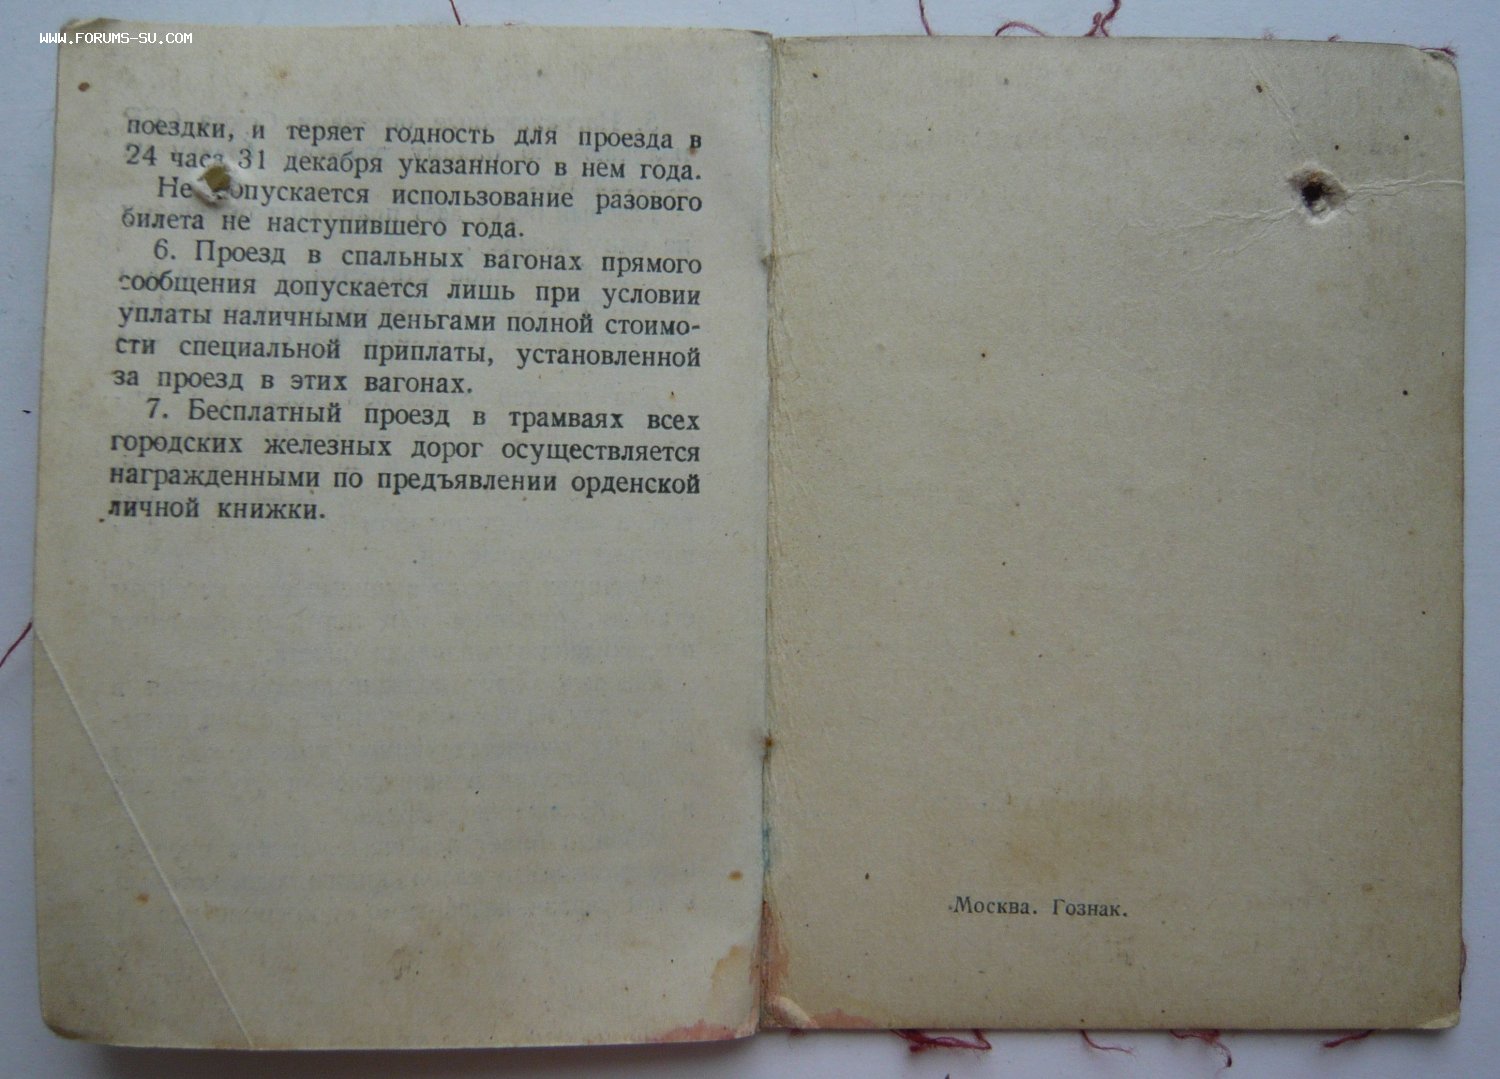 WWW.FORUMS-SU.COM
поездки, и теряет годность для проезда в
24 часа 31 декабря указанного в нем года.
Не допускается использование разового
билета не наступившего года.
6. Проезд в спальных вагонах прямого
сообщения допускается лишь при условии
уплаты наличными деньгами полной стоимо-
сти специальной приплаты, установленной
за проезд в этих вагонах.
7. Бесплатный проезд в трамваях всех
городских железных дорог осуществляется
награжденными по предъявлении орденской
личной книжки.
Москва. Гознак.